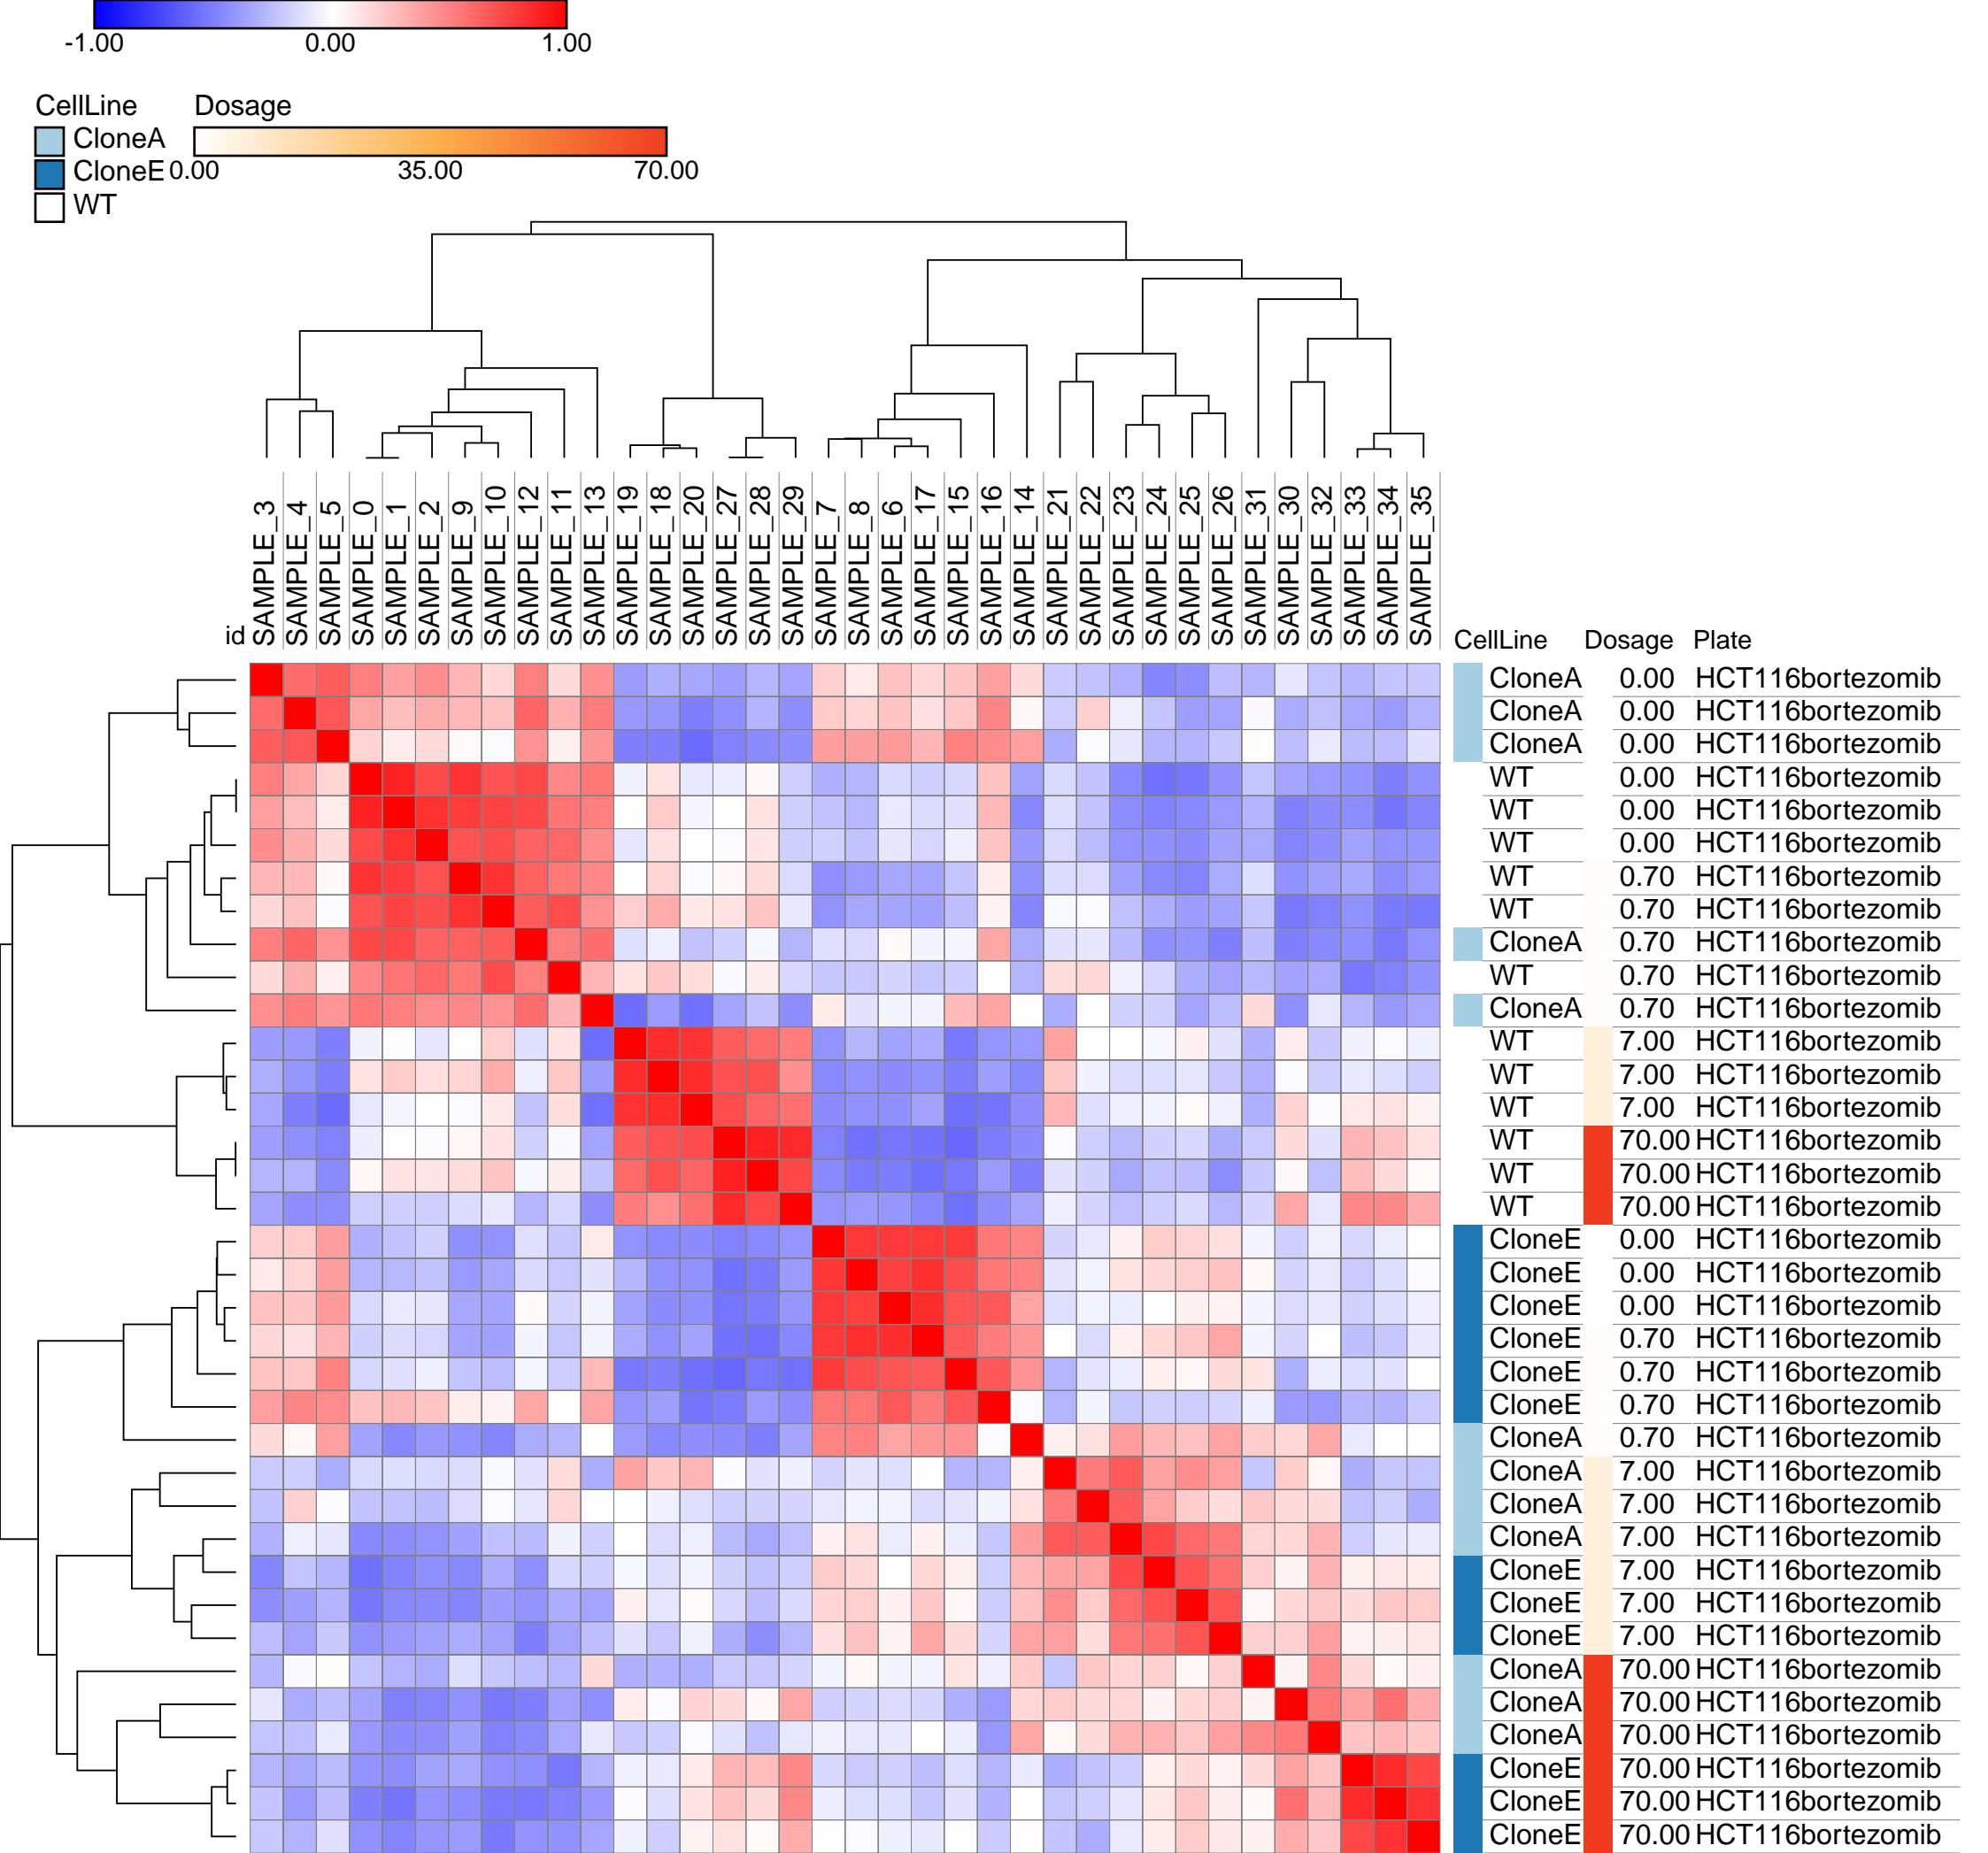 -1.00 0.00 1.00
CellLine Dosage
CloneA
CloneE 0.00 35.00 70.00
WT
id SAMPLE_3 SAMPLE_4 SAMPLE_5 SAMPLE_0 SAMPLE_1 SAMPLE_2 SAMPLE_9 SAMPLE_10 SAMPLE_12 SAMPLE_11 SAMPLE_13 SAMPLE_19 SAMPLE_18 SAMPLE_20 SAMPLE_27 SAMPLE_28 SAMPLE_29 SAMPLE_7 SAMPLE_8 SAMPLE_6 SAMPLE_17 SAMPLE_15 SAMPLE_16 SAMPLE_14 SAMPLE_21 SAMPLE_22 SAMPLE_23 SAMPLE_24 SAMPLE_25 SAMPLE_26 SAMPLE_31 SAMPLE_30 SAMPLE_32 SAMPLE_33 SAMPLE_34 SAMPLE_35
CellLine Dosage Plate
CloneA 0.00 HCT116bortezomib
CloneA 0.00 HCT116bortezomib
CloneA 0.00 HCT116bortezomib
WT 0.00 HCT116bortezomib
WT 0.00 HCT116bortezomib
WT 0.00 HCT116bortezomib
WT 0.70 HCT116bortezomib
WT 0.70 HCT116bortezomib
CloneA 0.70 HCT116bortezomib
WT 0.70 HCT116bortezomib
CloneA 0.70 HCT116bortezomib
WT 7.00 HCT116bortezomib
WT 7.00 HCT116bortezomib
WT 7.00 HCT116bortezomib
WT 70.00 HCT116bortezomib
WT 70.00 HCT116bortezomib
WT 70.00 HCT116bortezomib
CloneE 0.00 HCT116bortezomib
CloneE 0.00 HCT116bortezomib
CloneE 0.00 HCT116bortezomib
CloneE 0.70 HCT116bortezomib
CloneE 0.70 HCT116bortezomib
CloneE 0.70 HCT116bortezomib
CloneA 0.70 HCT116bortezomib
CloneA 7.00 HCT116bortezomib
CloneA 7.00 HCT116bortezomib
CloneA 7.00 HCT116bortezomib
CloneE 7.00 HCT116bortezomib
CloneE 7.00 HCT116bortezomib
CloneE 7.00 HCT116bortezomib
CloneA 70.00 HCT116bortezomib
CloneA 70.00 HCT116bortezomib
CloneA 70.00 HCT116bortezomib
CloneE 70.00 HCT116bortezomib
CloneE 70.00 HCT116bortezomib
CloneE 70.00 HCT116bortezomib